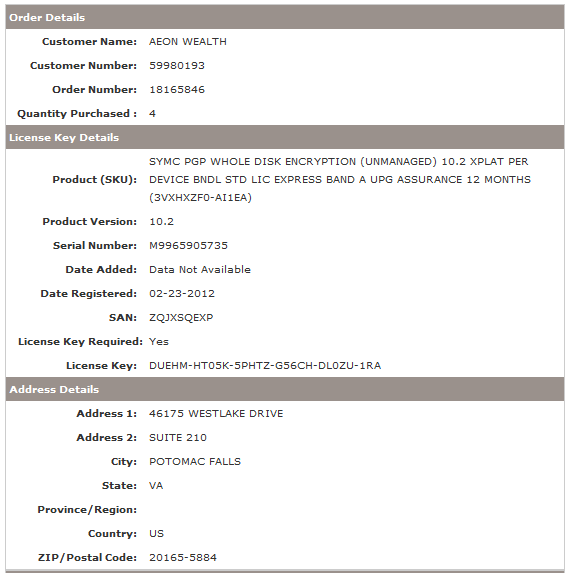 Order Details
Customer Name: AEON WEALTH
Customer Number: 59980193
Order Number: 18165846
Quantity Purchased : 4
License Key Details
SYMC PGP WHOLE DISK ENCRYPTION (UNMANAGED) 10.2 XPLAT PER
Product (SKU): DEVICE BNDL STD LIC EXPRESS BAND A UPG ASSURANCE 12 MONTHS
(3VXHXZF0-AI1EA)
Product Version: 10.2
Serial Number: M9965905735
Date Added: Data Not Available
Date Registered: 02-23-2012
SAN: ZQJXSQEXP
License Key Required: Yes
License Key: DUEHM-HT05K-5PHTZ-G56CH-DL0ZU-1RA
Address Details
Address 1: 46175 WESTLAKE DRIVE
Address 2: SUITE 210
City: POTOMAC FALLS
State: VA
Province/Region:
Country: US
ZIP/Postal Code: 20165-5884